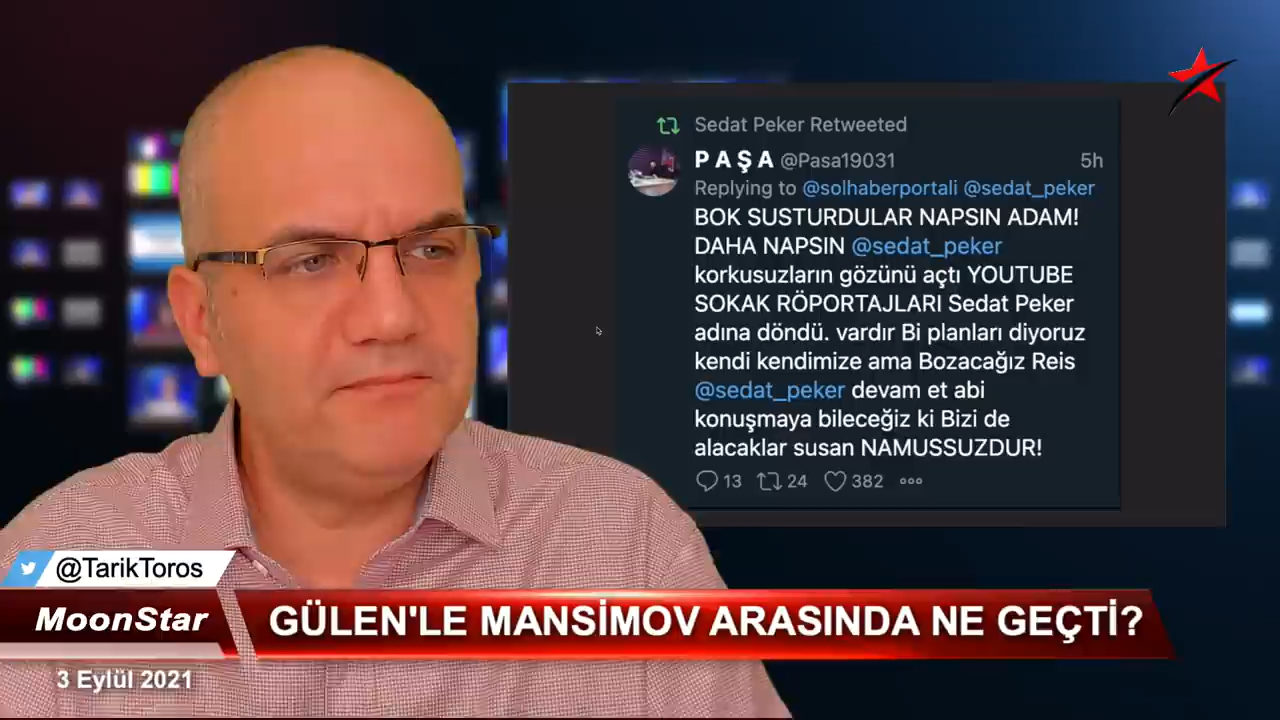 Sedat Peker Retweeted
P A Ş A @Pasa19031 5h
Replying to @solhaberportali @sedat_peker
BOK SUSTURDULAR NAPSIN ADAM!
DAHA NAPSIN @sedat_peker
korkusuzların gözünü açtı YOUTUBE
SOKAK RÖPORTAJLARI Sedat Peker
adına döndü. vardır Bi planları diyoruz
kendi kendimize ama Bozacağız Reis
@sedat_peker devam et abi
konuşmaya bileceğiz ki Bizi de
alacaklar susan NAMUSSUZDUR!
13 24 382
@TarikToros
MoonStar
GÜLEN'LE MANSİMOV ARASINDA NE GEÇTİ?
3 Eylül 2021